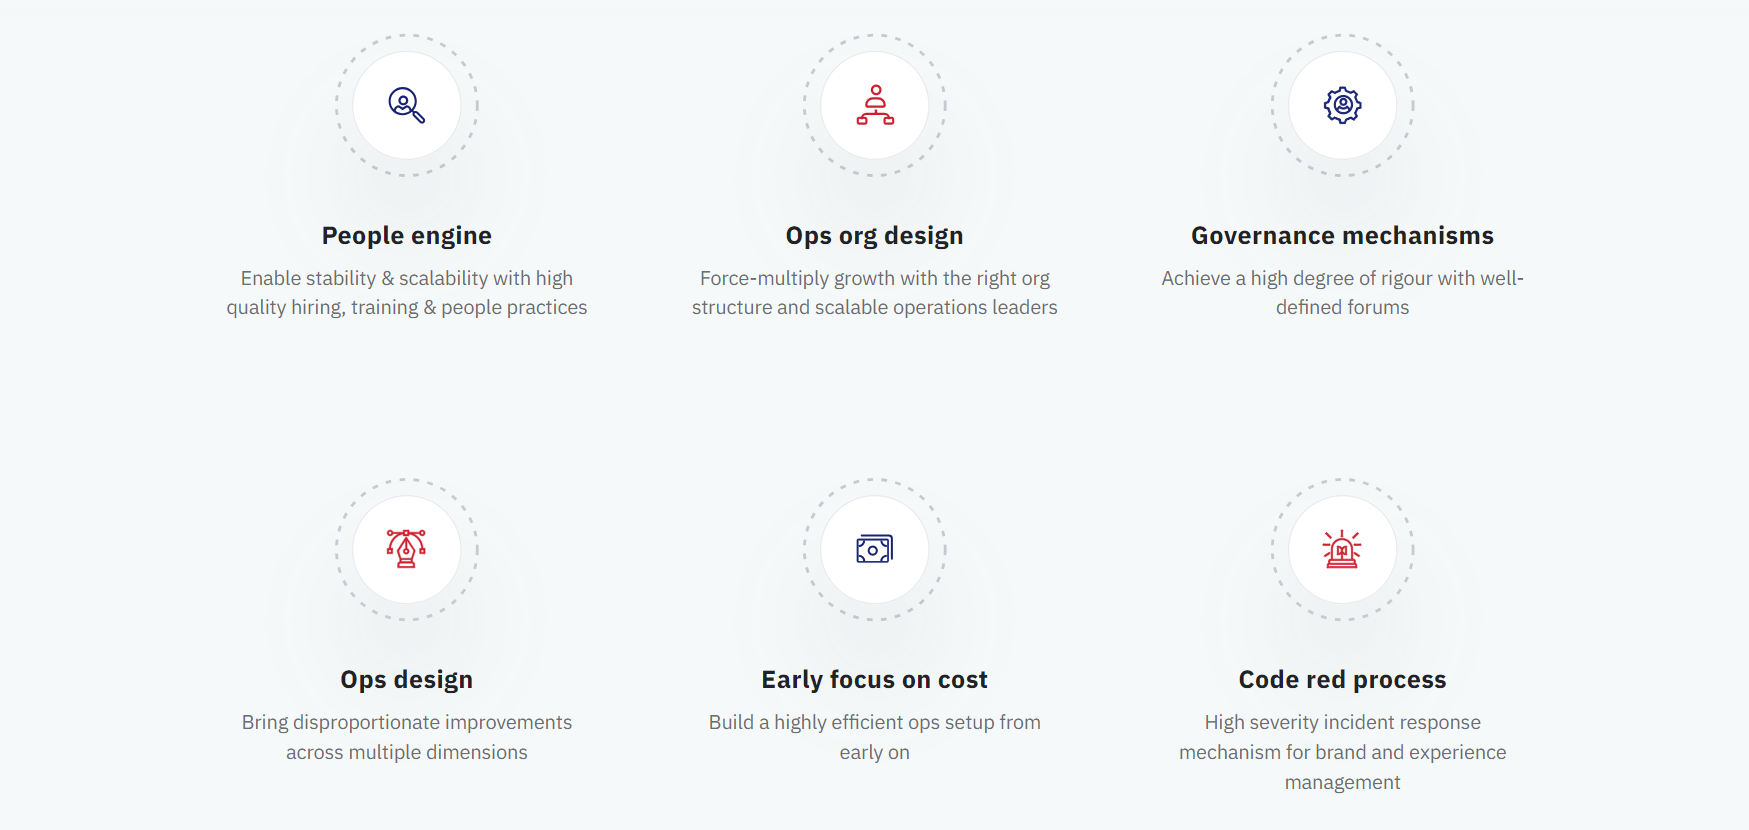 People engine
Enable stability & scalability with high
quality hiring, training & people practices
Ops org design
Force-multiply growth with the right org
structure and scalable operations leaders
Governance mechanisms
Achieve a high degree of rigour with well-
defined forums
Ops design
Bring disproportionate improvements
across multiple dimensions
Early focus on cost
Build a highly efficient ops setup from
early on
Code red process
High severity incident response
mechanism for brand and experience
management